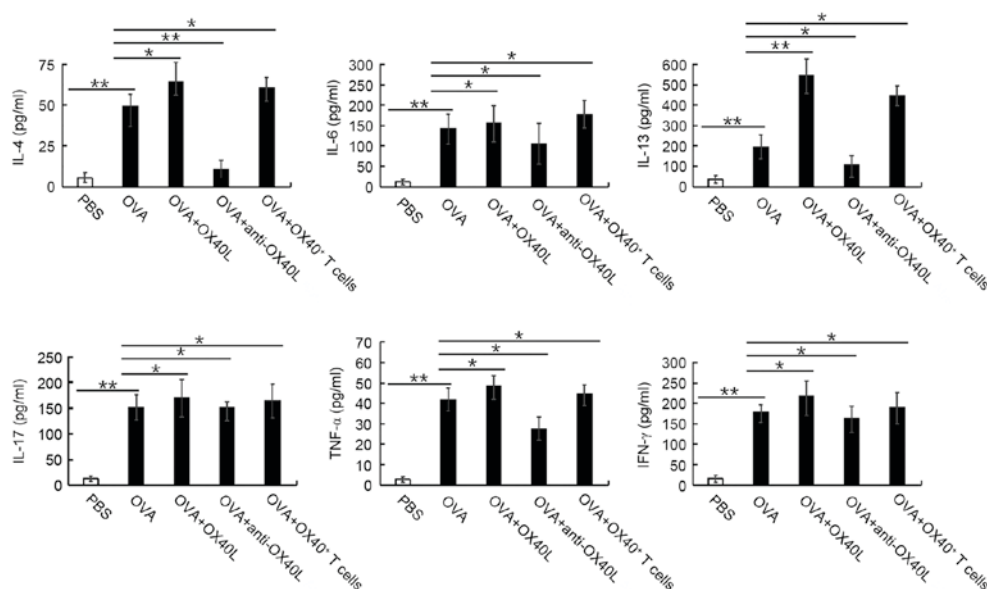 IL-4 (pg/ml)
75
50
25
0
**
*
**
*
PBS
OVA
OVA+OX40L
OVA+anti-OX40L
OVA+OX40⁺ T cells
IL-6 (pg/ml)
300
250
200
150
100
50
0
**
*
*
*
PBS
OVA
OVA+OX40L
OVA+anti-OX40L
OVA+OX40⁺ T cells
IL-13 (pg/ml)
600
500
400
300
200
100
0
**
**
*
*
PBS
OVA
OVA+OX40L
OVA+anti-OX40L
OVA+OX40⁺ T cells
IL-17 (pg/ml)
250
200
150
100
50
0
**
*
*
*
PBS
OVA
OVA+OX40L
OVA+anti-OX40L
OVA+OX40⁺ T cells
TNF-α (pg/ml)
70
60
50
40
30
20
10
0
**
*
*
*
PBS
OVA
OVA+OX40L
OVA+anti-OX40L
OVA+OX40⁺ T cells
IFN-γ (pg/ml)
300
250
200
150
100
50
0
**
*
*
*
PBS
OVA
OVA+OX40L
OVA+anti-OX40L
OVA+OX40⁺ T cells